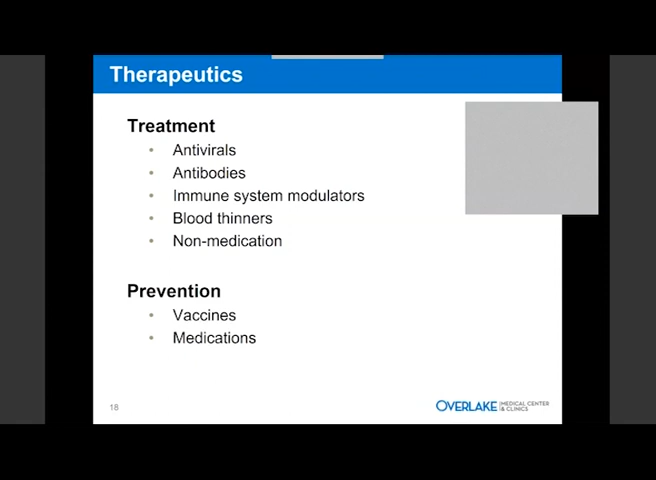 Therapeutics
Treatment
• Antivirals
• Antibodies
• Immune system modulators
• Blood thinners
• Non-medication
Prevention
• Vaccines
• Medications
18
OVERLAKE MEDICAL CENTER & CLINICS